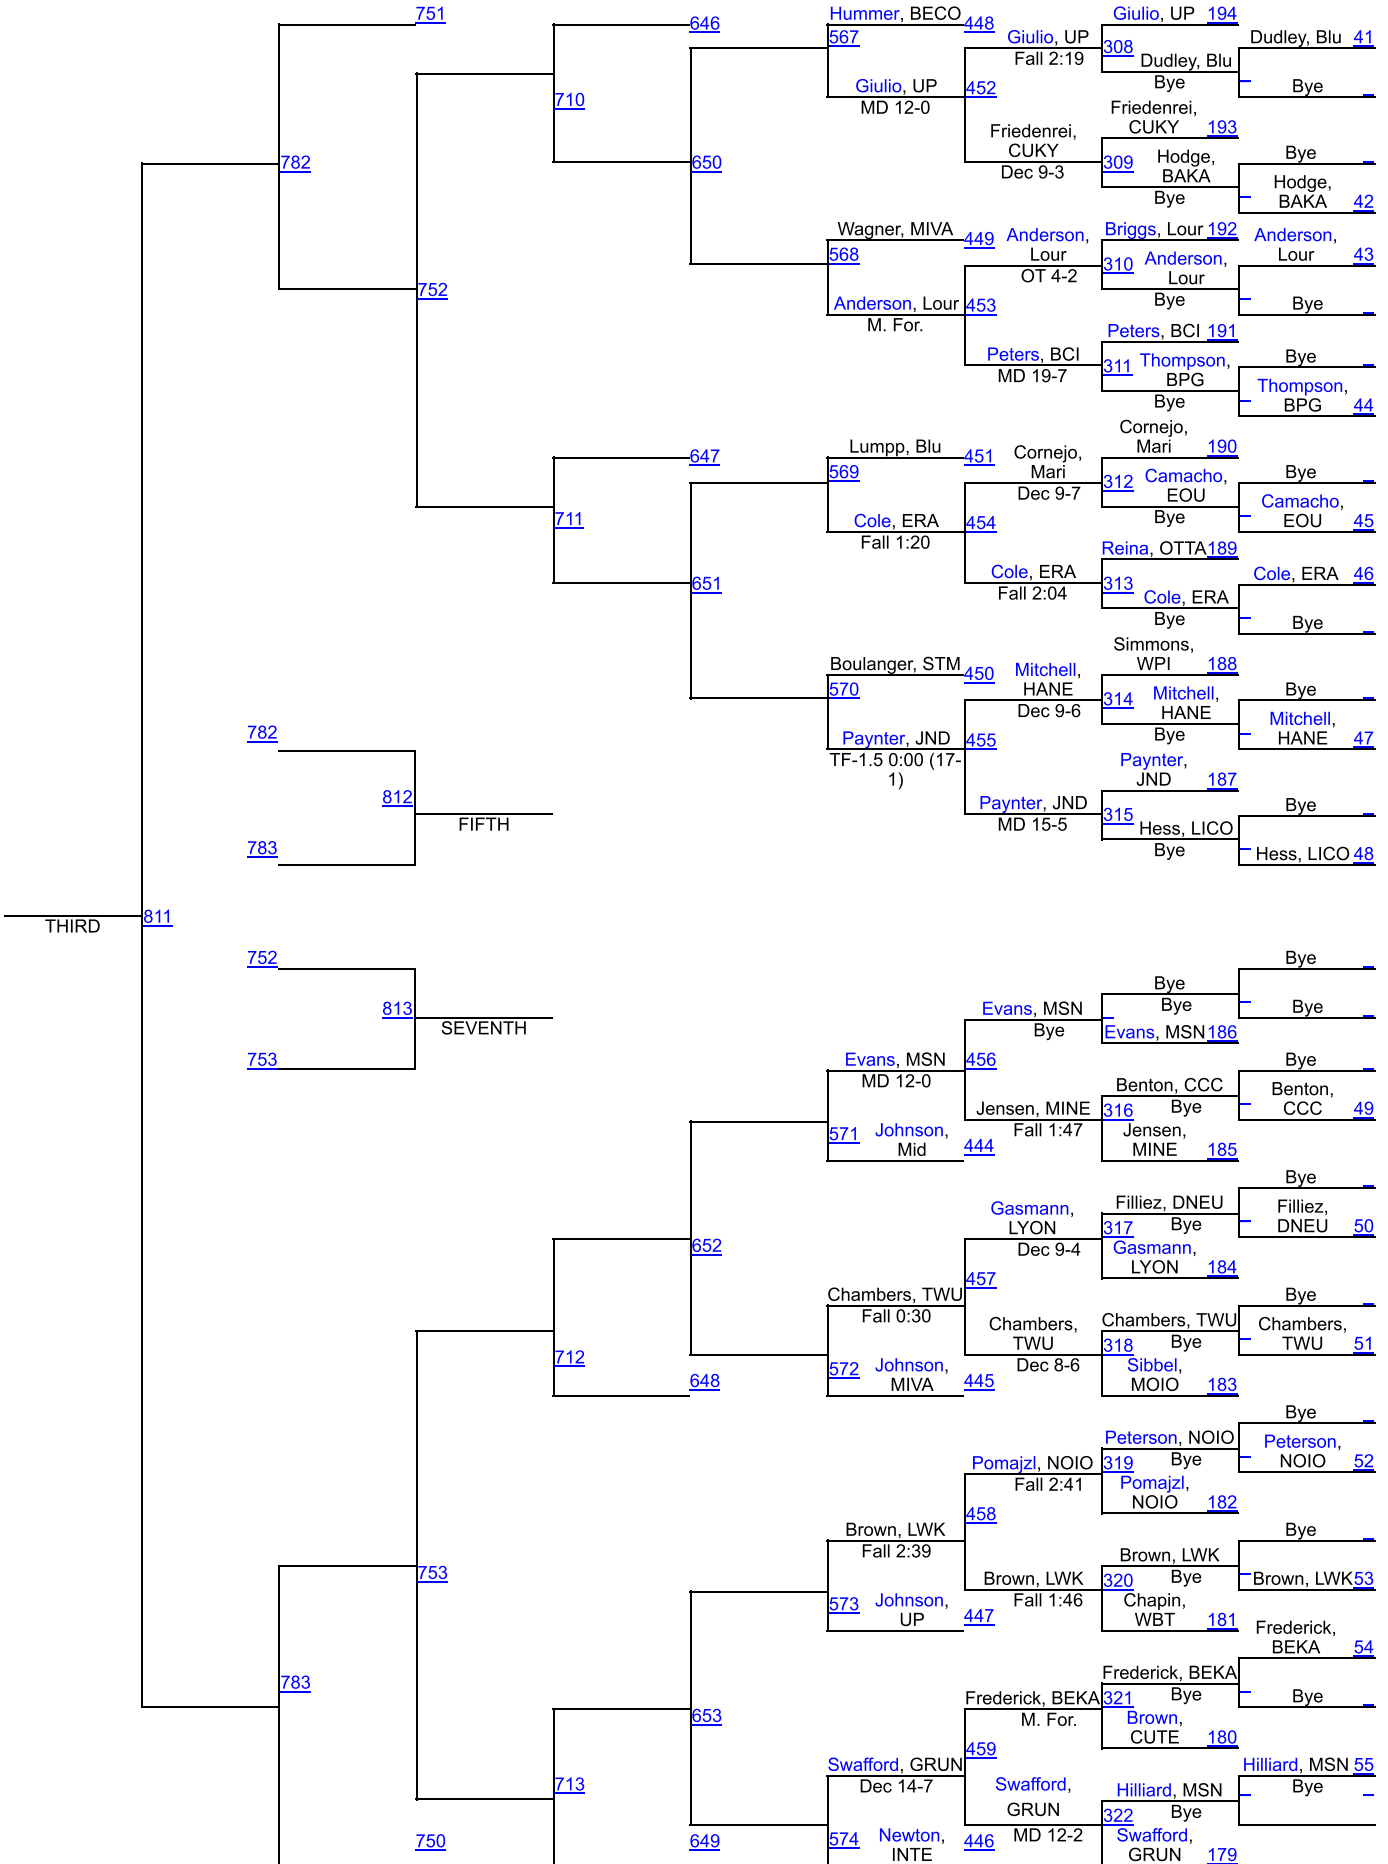 751
646
Hummer, BECO 448
567
Giulio, UP
MD 12-0
Giulio, UP
Fall 2:19
452
Giulio, UP 194
308
Dudley, Blu
Bye
Dudley, Blu 41
Bye
710
782
650
Friedenrei,
CUKY
Dec 9-3
Friedenrei,
CUKY 193
309
Hodge,
BAKA
Bye
Bye
Hodge,
BAKA 42
Wagner, MIVA 449
568
Anderson, Lour
M. For.
Anderson,
Lour
OT 4-2
453
Briggs, Lour 192
310
Anderson,
Lour
Bye
Anderson,
Lour 43
Bye
752
Peters, BCI
MD 19-7
Peters, BCI 191
311
Thompson,
BPG
Bye
Bye
Thompson,
BPG 44
647
Lumpp, Blu 451
569
Cole, ERA
Fall 1:20
Cornejo,
Mari
Dec 9-7
454
Cornejo,
Mari 190
312
Camacho,
EOU
Bye
Bye
Camacho,
EOU 45
711
651
Cole, ERA
Fall 2:04
Reina, OTTA 189
313
Cole, ERA
Bye
Cole, ERA 46
Bye
Boulanger, STM 450
570
Paynter, JND
TF-1.5 0:00 (17-
1)
Mitchell,
HANE
Dec 9-6
455
Simmons,
WPI 188
314
Mitchell,
HANE
Bye
Bye
Mitchell,
HANE 47
782
812
FIFTH
783
Paynter, JND
MD 15-5
Paynter,
JND 187
315
Hess, LICO
Bye
Bye
Hess, LICO 48
811
THIRD
752
813
SEVENTH
753
Evans, MSN
Bye
Bye
Bye
Evans, MSN 186
Bye
Bye
Evans, MSN
MD 12-0
456
571
Johnson,
Mid 444
Jensen, MINE
Fall 1:47
Benton, CCC
316
Bye
Jensen,
MINE 185
Bye
Benton,
CCC 49
652
Gasmann,
LYON
Dec 9-4
457
Filliez, DNEU
317
Bye
Gasmann,
LYON 184
Bye
Filliez,
DNEU 50
712
648
Chambers, TWU
Fall 0:30
572
Johnson,
MIVA 445
Chambers,
TWU
Dec 8-6
Chambers, TWU
318
Bye
Sibbel,
MOIO 183
Bye
Chambers,
TWU 51
Pomajzl, NOIO
Fall 2:41
458
Peterson, NOIO
319
Bye
Pomajzl,
NOIO 182
Bye
Peterson,
NOIO 52
753
Brown, LWK
Fall 2:39
573
Johnson,
UP 447
Brown, LWK
Fall 1:46
Brown, LWK
320
Bye
Chapin,
WBT 181
Bye
Brown, LWK 53
783
653
Frederick, BEKA
M. For.
459
Frederick, BEKA
321
Bye
Brown,
CUTE 180
Frederick,
BEKA 54
Bye
713
750
649
Swafford, GRUN
Dec 14-7
574
Newton,
INTE
446
Swafford,
GRUN
MD 12-2
Hilliard, MSN
322
Bye
Swafford,
GRUN 179
Hilliard, MSN 55
Bye